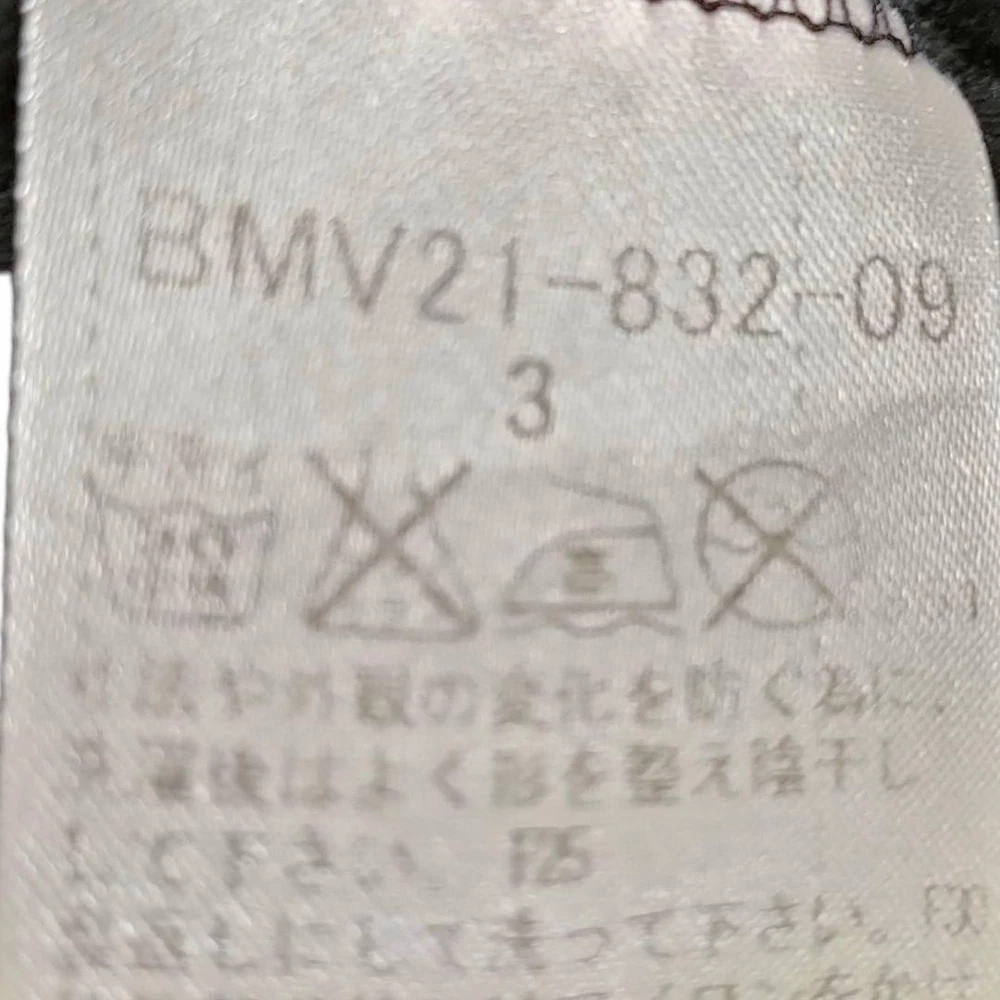 BMV21-832-09
3
寸法や外観の変化を防ぐ為に、
洗濯後はよく形を整え陰干し
して下さい。 F25
裏返しにして洗って下さい。F30